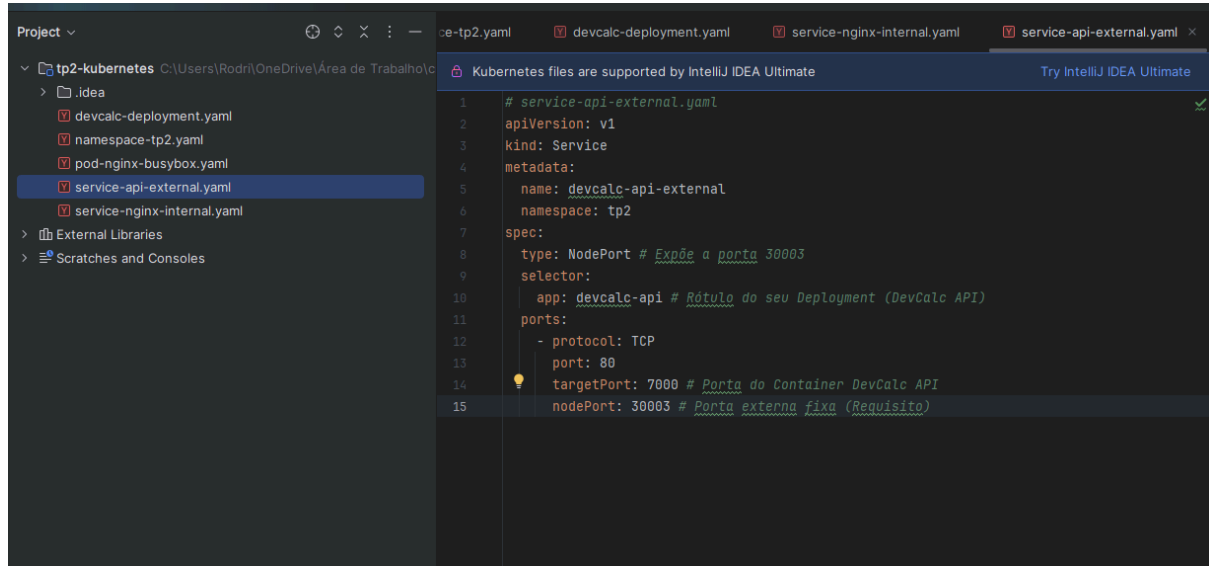 Project
tp2-kubernetes C:\Users\Rodri\OneDrive\Área de Trabalho\c
.idea
devcalc-deployment.yaml
namespace-tp2.yaml
pod-nginx-busybox.yaml
service-api-external.yaml
service-nginx-internal.yaml
External Libraries
Scratches and Consoles
ce-tp2.yaml devcalc-deployment.yaml service-nginx-internal.yaml service-api-external.yaml
Kubernetes files are supported by IntelliJ IDEA Ultimate Try IntelliJ IDEA Ultimate
1 # service-api-external.yaml
2 apiVersion: v1
3 kind: Service
4 metadata:
5 name: devcalc-api-external
6 namespace: tp2
7 spec:
8 type: NodePort # Expõe a porta 30003
9 selector:
10 app: devcalc-api # Rótulo do seu Deployment (DevCalc API)
11 ports:
12 - protocol: TCP
13 port: 80
14 targetPort: 7000 # Porta do Container DevCalc API
15 nodePort: 30003 # Porta externa fixa (Requisito)